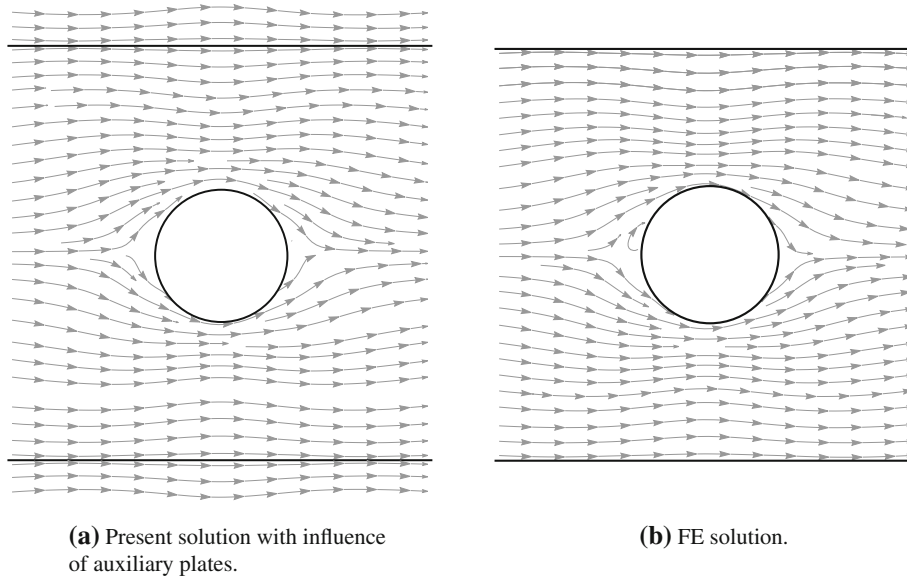 (a) Present solution with influence
of auxiliary plates.
(b) FE solution.